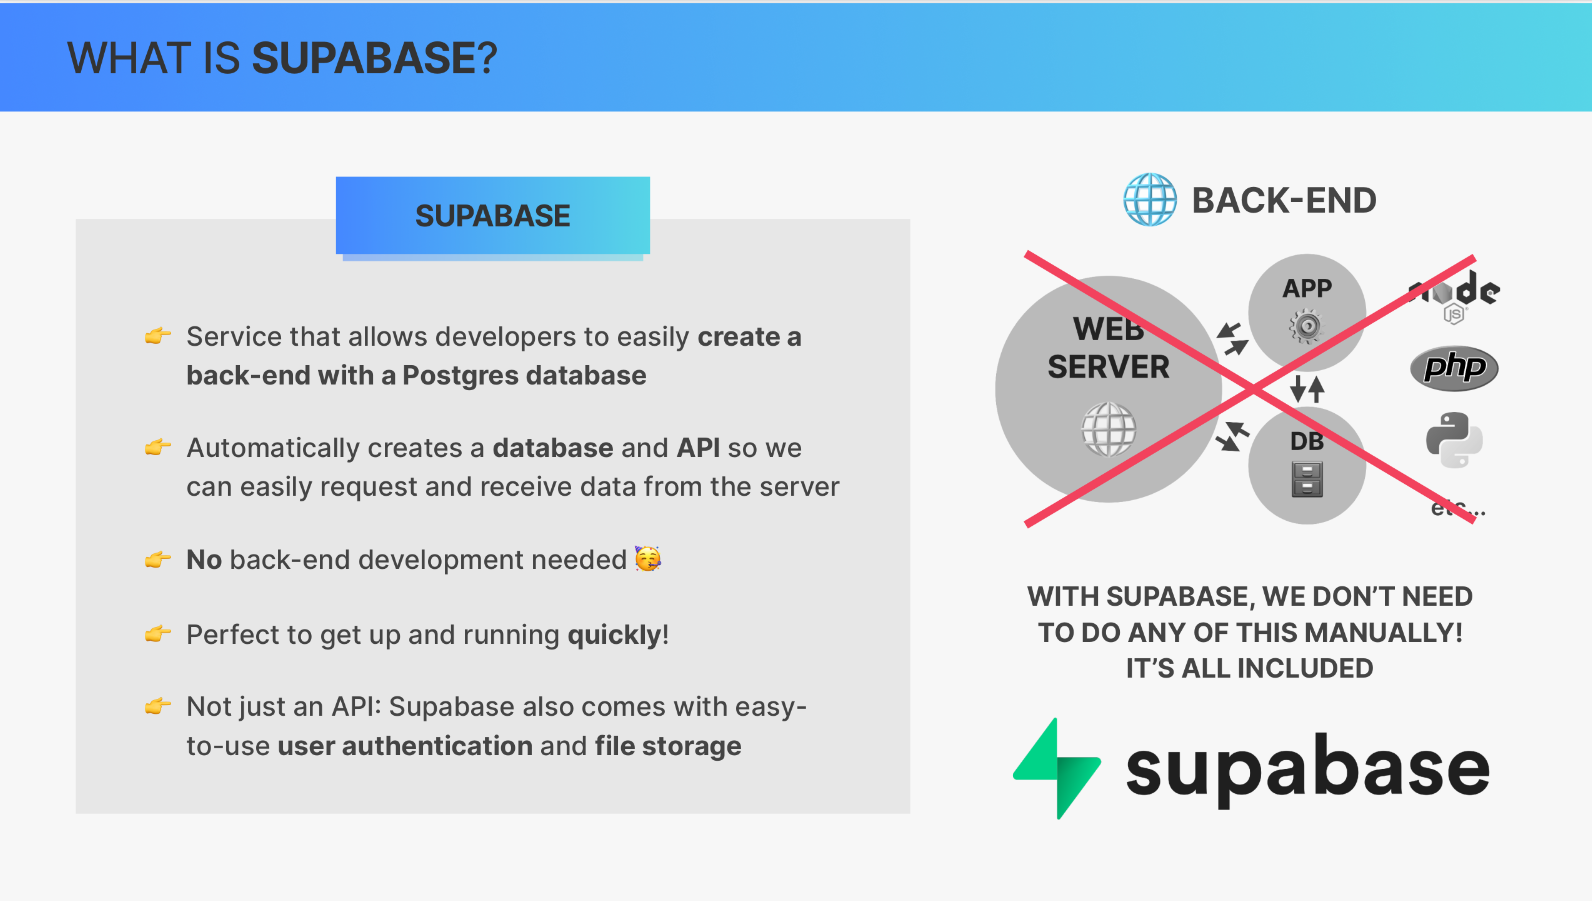 WHAT IS SUPABASE?
SUPABASE
Service that allows developers to easily create a
back-end with a Postgres database
Automatically creates a database and API so we
can easily request and receive data from the server
No back-end development needed
Perfect to get up and running quickly!
Not just an API: Supabase also comes with easy-
to-use user authentication and file storage
BACK-END
WEB
SERVER
APP
DB
node
JS
php
etc...
WITH SUPABASE, WE DON’T NEED
TO DO ANY OF THIS MANUALLY!
IT’S ALL INCLUDED
supabase